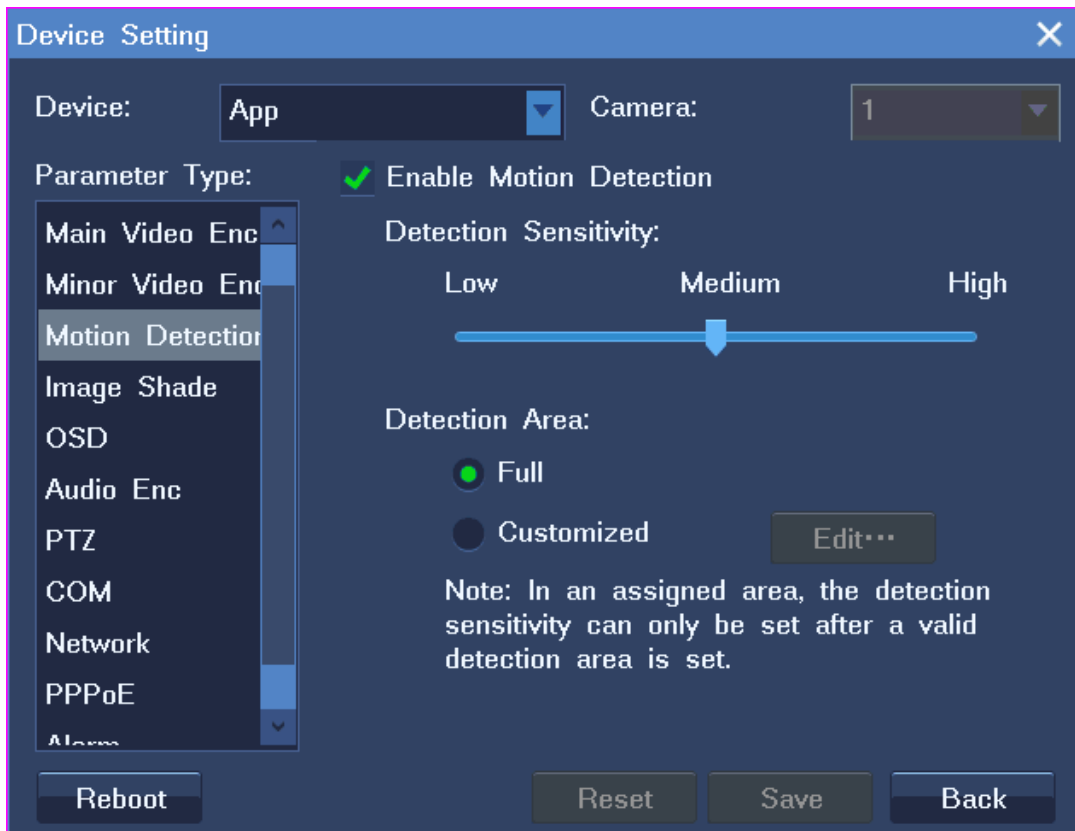 Device Setting
Device: App Camera: 1
Parameter Type:
Main Video Enc
Minor Video Enc
Motion Detection
Image Shade
OSD
Audio Enc
PTZ
COM
Network
PPPoE
Alarm
Enable Motion Detection
Detection Sensitivity:
Low Medium High
Detection Area:
Full
Customized Edit···
Note: In an assigned area, the detection
sensitivity can only be set after a valid
detection area is set.
Reboot Reset Save Back